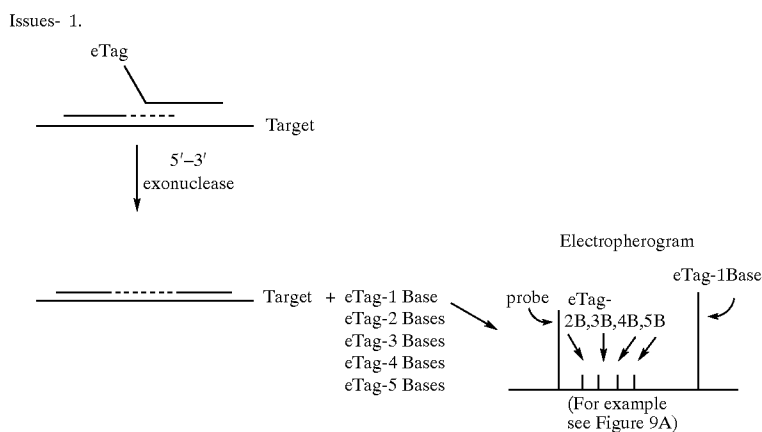 Issues- 1.
eTag
Target
5'–3'
exonuclease
Electropherogram
eTag-1Base
Target + eTag-1 Base
eTag-2 Bases
eTag-3 Bases
eTag-4 Bases
eTag-5 Bases
probe
eTag-
2B,3B,4B,5B
(For example
see Figure 9A)